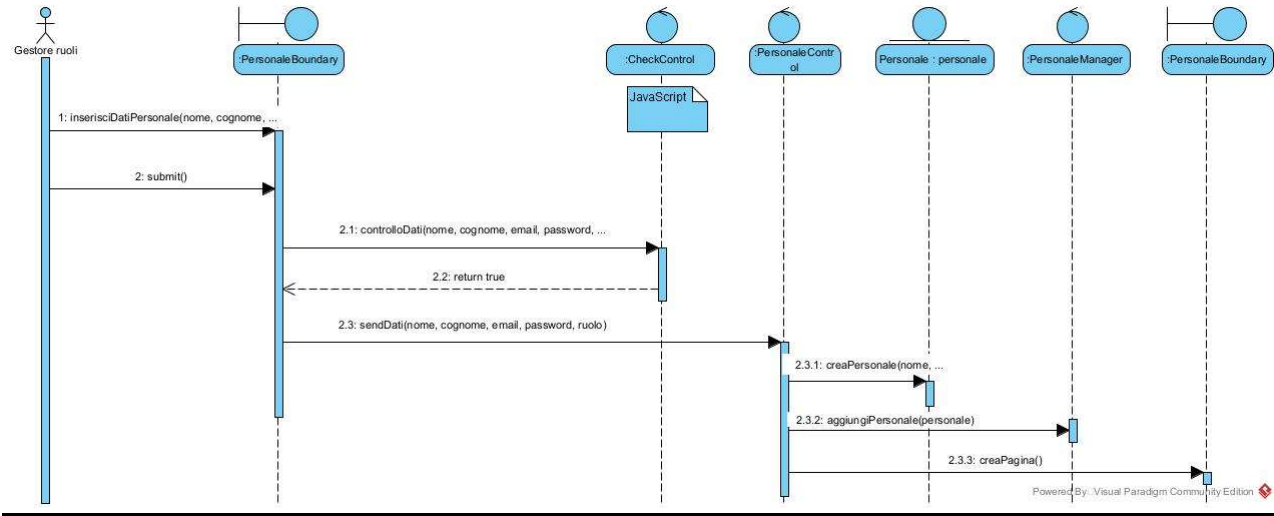 Gestore ruoli
:PersonaleBoundary
:CheckControl
:PersonaleContr
ol
Personale : personale
:PersonaleManager
:PersonaleBoundary
JavaScript
1: inserisciDatiPersonale(nome, cognome, ...
2: submit()
2.1: controlloDati(nome, cognome, email, password, ...
2.2: return true
2.3: sendDati(nome, cognome, email, password, ruolo)
2.3.1: creaPersonale(nome, ...
2.3.2: aggiungiPersonale(personale)
2.3.3: creaPagina()
Powered By Visual Paradigm Community Edition